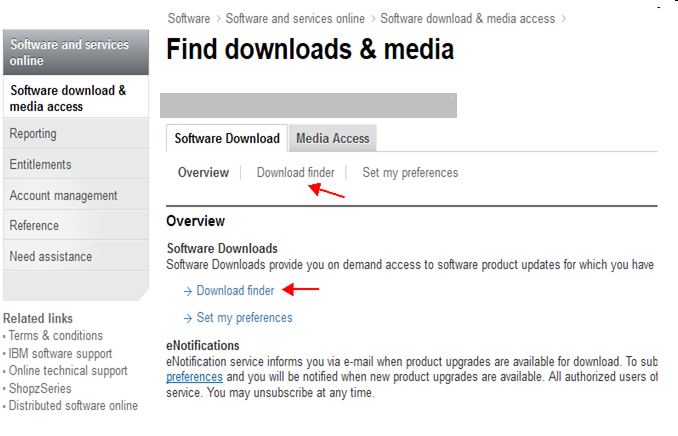 Software > Software and services online > Software download & media access >
Find downloads & media
Software and services
online
Software download &
media access
Reporting
Entitlements
Account management
Reference
Need assistance
Related links
Terms & conditions
IBM software support
Online technical support
ShopzSeries
Distributed software online
Software Download Media Access
Overview Download finder Set my preferences
Overview
Software Downloads
Software Downloads provide you on demand access to software product updates for which you have
Download finder
Set my preferences
eNotifications
eNotification service informs you via e-mail when product upgrades are available for download. To sub
preferences and you will be notified when new product upgrades are available. All authorized users of
service. You may unsubscribe at any time.